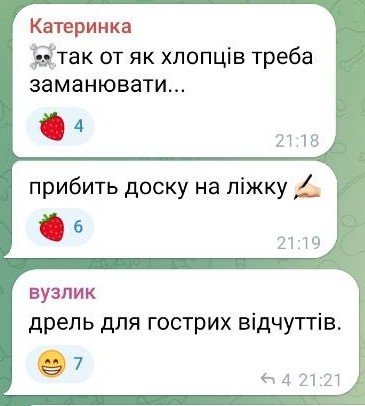 Катеринка
☠️так от як хлопців треба
заманювати...
🍓 4
21:18
прибить доску на ліжку ✍🏻
🍓 6
21:19
вузлик
дрель для гострих відчуттів.
😁 7
4 21:21